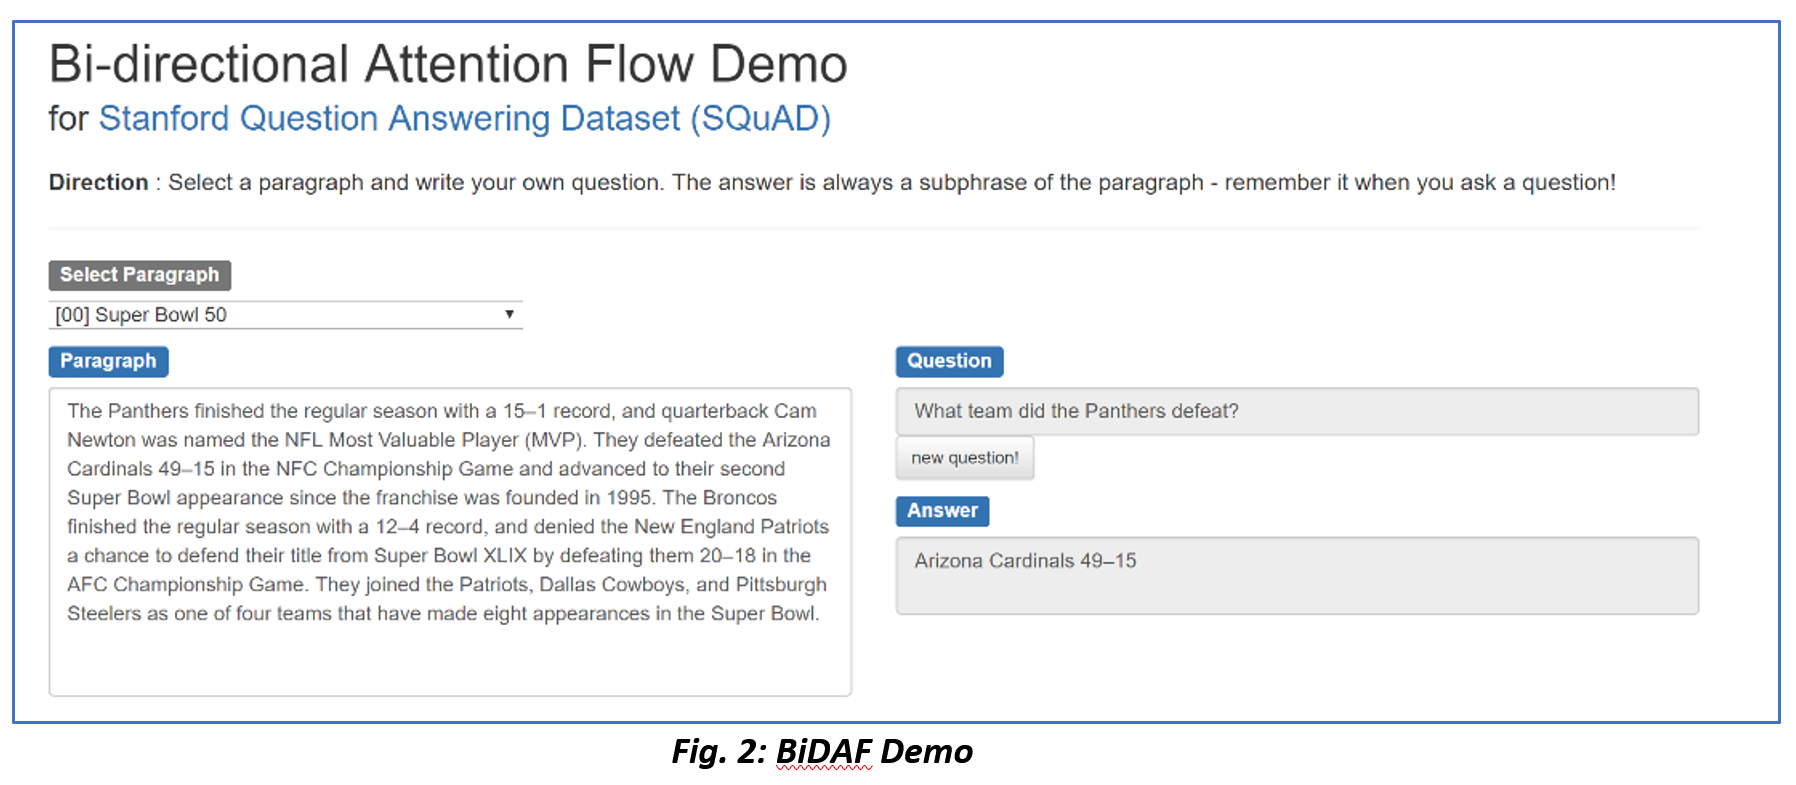 Bi-directional Attention Flow Demo
for Stanford Question Answering Dataset (SQuAD)
Direction : Select a paragraph and write your own question. The answer is always a subphrase of the paragraph - remember it when you ask a question!
Select Paragraph
[00] Super Bowl 50
Paragraph
The Panthers finished the regular season with a 15–1 record, and quarterback Cam
Newton was named the NFL Most Valuable Player (MVP). They defeated the Arizona
Cardinals 49–15 in the NFC Championship Game and advanced to their second
Super Bowl appearance since the franchise was founded in 1995. The Broncos
finished the regular season with a 12–4 record, and denied the New England Patriots
a chance to defend their title from Super Bowl XLIX by defeating them 20–18 in the
AFC Championship Game. They joined the Patriots, Dallas Cowboys, and Pittsburgh
Steelers as one of four teams that have made eight appearances in the Super Bowl.
Question
What team did the Panthers defeat?
new question!
Answer
Arizona Cardinals 49–15
Fig. 2: BiDAF Demo